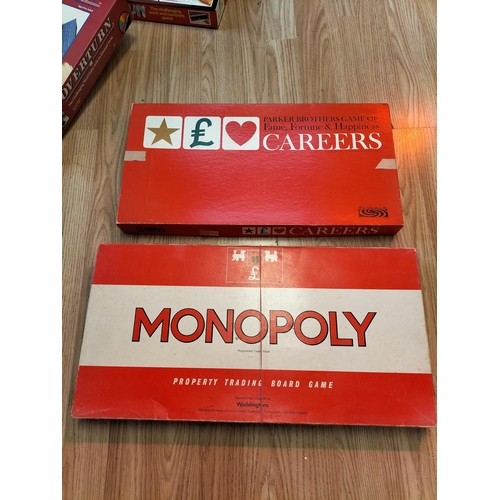 OVERTURN
PARKER BROTHERS GAME OF
Fame, Fortune & Happiness
£
CAREERS
CAREERS
£
MONOPOLY
PROPERTY TRADING BOARD GAME
Waddingtons